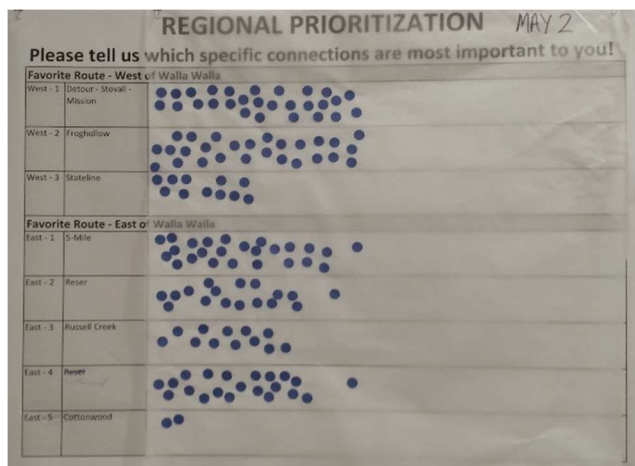 REGIONAL PRIORITIZATION MAY 2
Please tell us which specific connections are most important to you!
Favorite Route - West of Walla Walla
West - 1 Detour - Stovall -
Mission
West - 2 Froghollow
West - 3 Stateline
Favorite Route - East of Walla Walla
East - 1 5-Mile
East - 2 Reser
East - 3 Russell Creek
East - 4 Reser
East - 5 Cottonwood